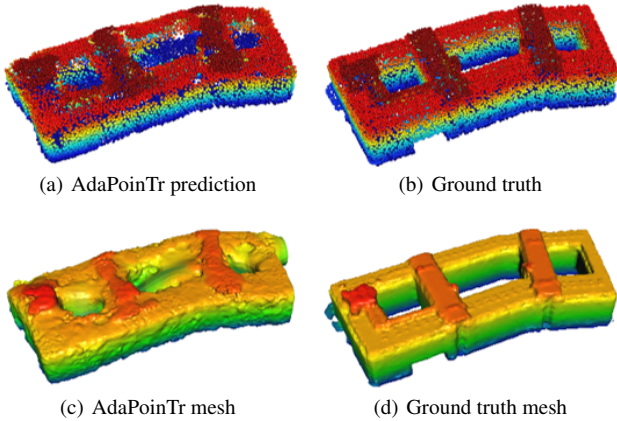 (a) AdaPoinTr prediction
(b) Ground truth
(c) AdaPoinTr mesh
(d) Ground truth mesh